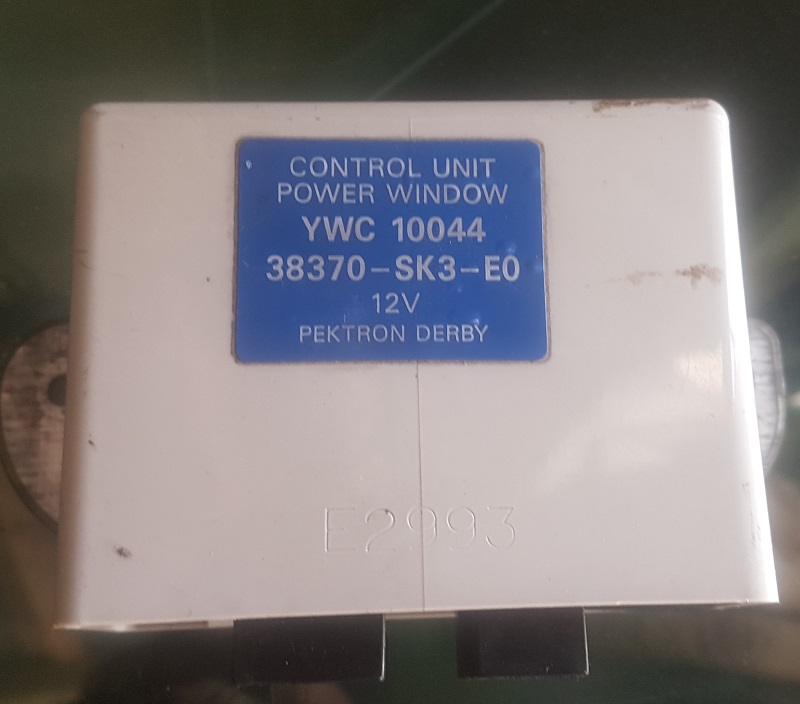 CONTROL UNIT
POWER WINDOW
YWC 10044
38370-SK3-E0
12V
PEKTRON DERBY
E2993